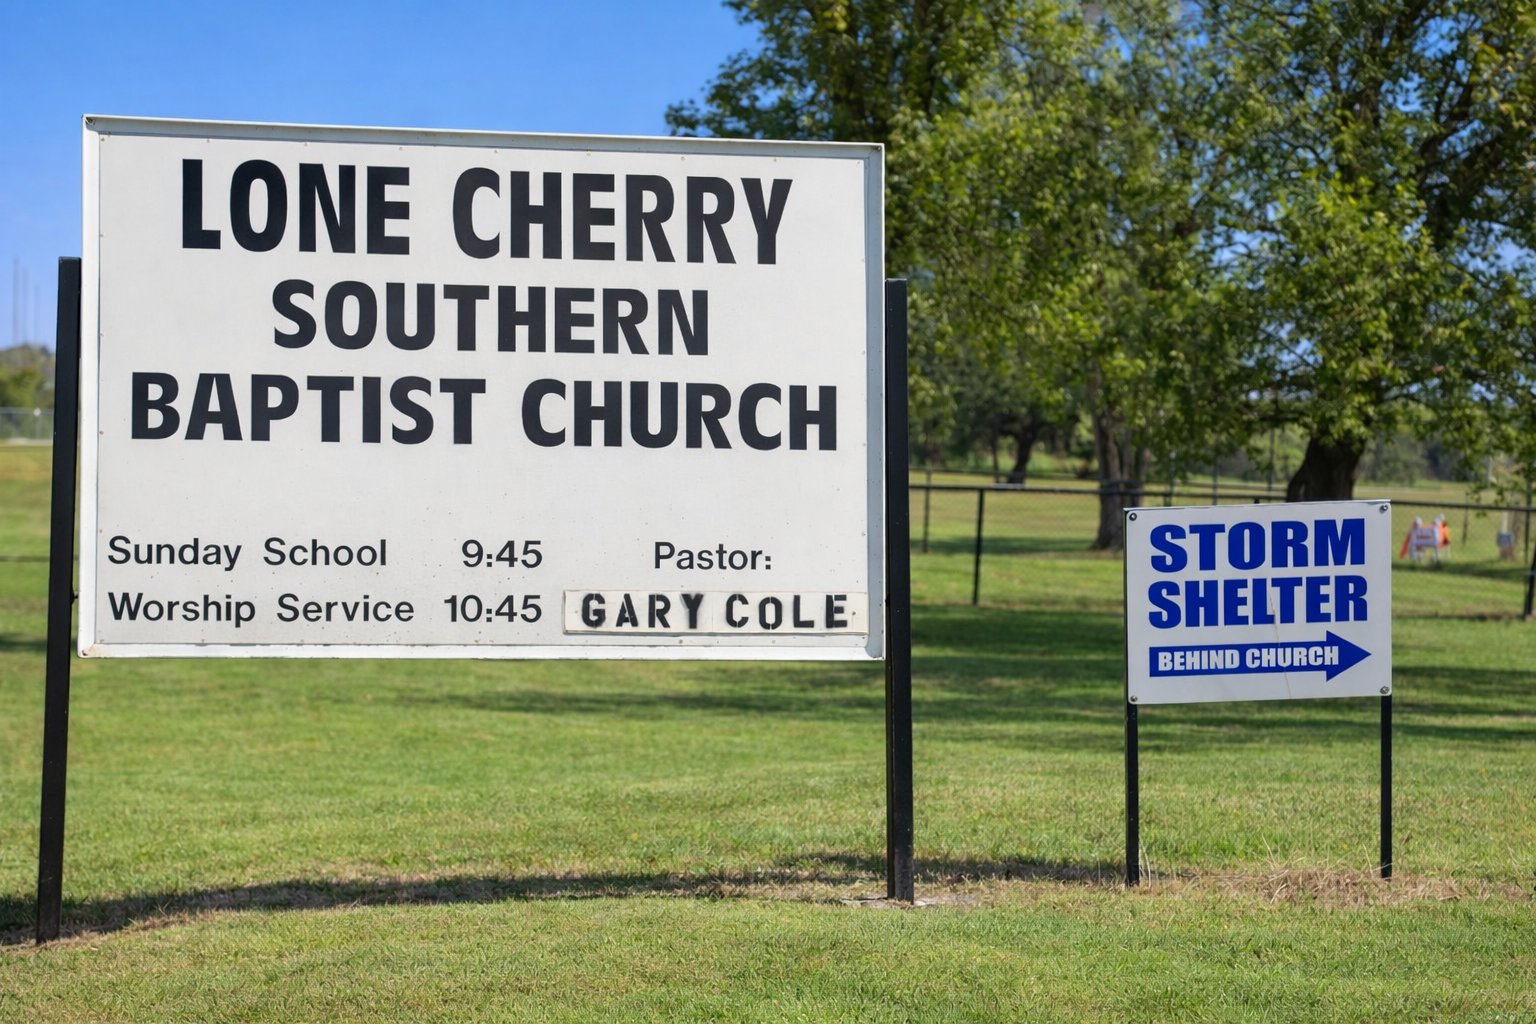 LONE CHERRY
SOUTHERN
BAPTIST CHURCH
Sunday School 9:45
Worship Service 10:45
Pastor:
GARY COLE
STORM
SHELTER
BEHIND CHURCH